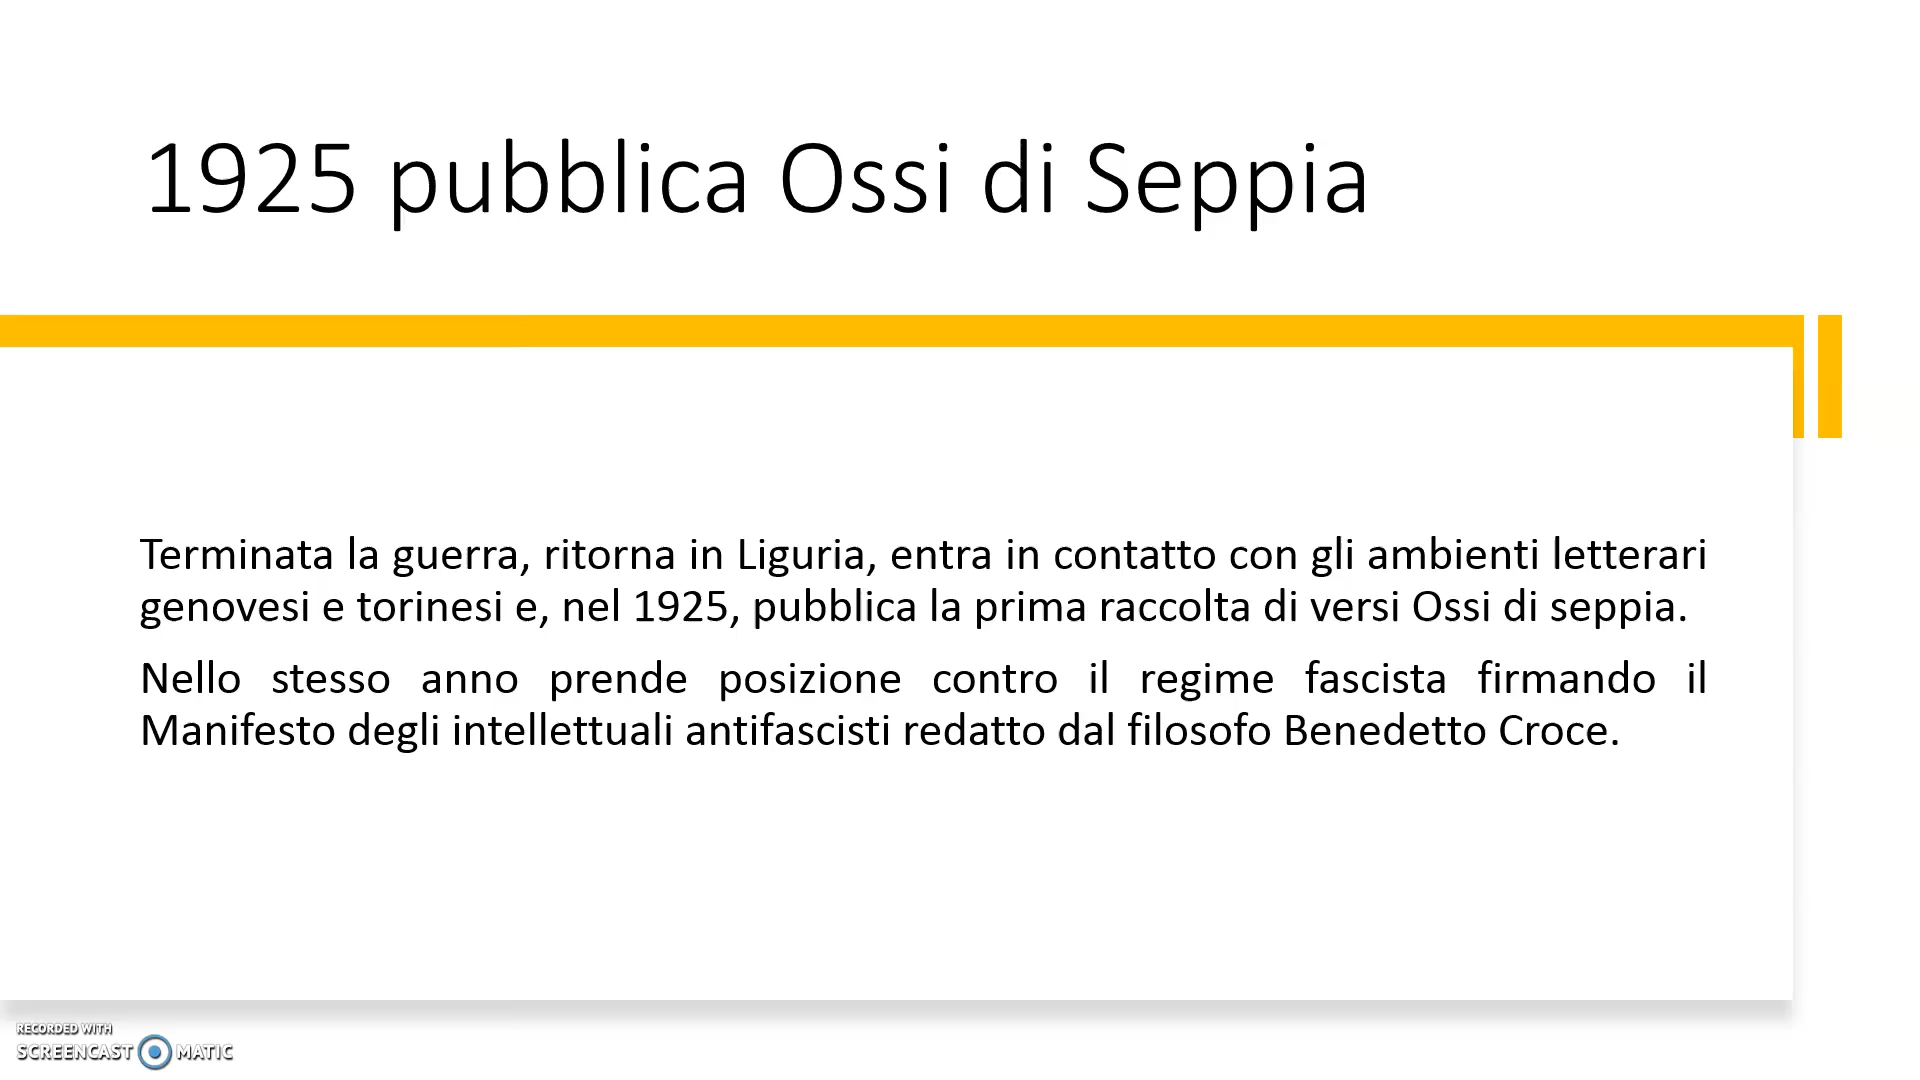 1925 pubblica Ossi di Seppia
Terminata la guerra, ritorna in Liguria, entra in contatto con gli ambienti letterari
genovesi e torinesi e, nel 1925, pubblica la prima raccolta di versi Ossi di seppia.
Nello stesso anno prende posizione contro il regime fascista firmando il
Manifesto degli intellettuali antifascisti redatto dal filosofo Benedetto Croce.
RECORDED WITH
SCREENCAST MATIC